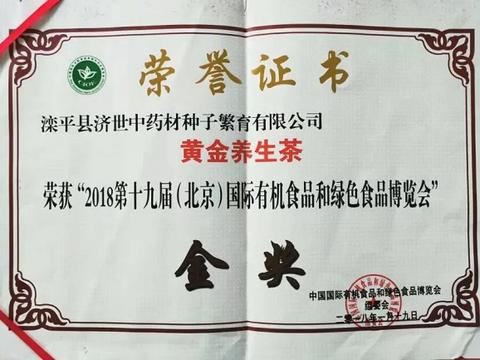 荣誉证书
滦平县济世中药材种子繁育有限公司
黄金养生茶
荣获“2018第十九届(北京)国际有机食品和绿色食品博览会”
金奖
中国国际有机食品和绿色食品博览会
组委会